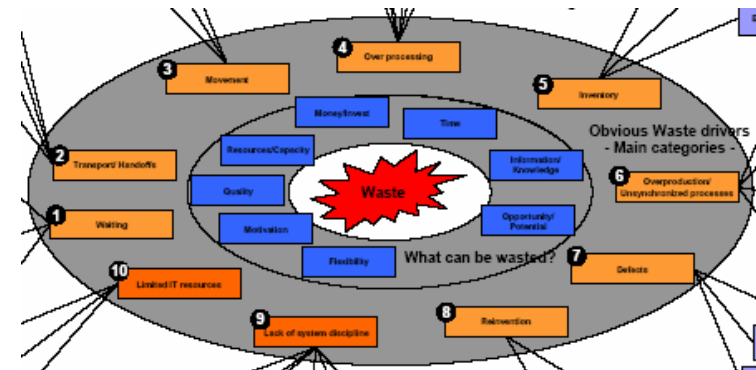 4
Over processing
3
Movement
5
Inventory
Money/Invest
Time
Obvious Waste drivers
- Main categories -
Resources/Capacity
2
Transport/ Handoffs
Information/
Knowledge
6
Overproduction/
Unsynchronized processes
Quality
Waste
1
Waiting
Motivation
Opportunity/
Potential
Flexibility
What can be wasted?
7
Defects
10
Limited IT resources
9
Lack of system discipline
8
Reinvention